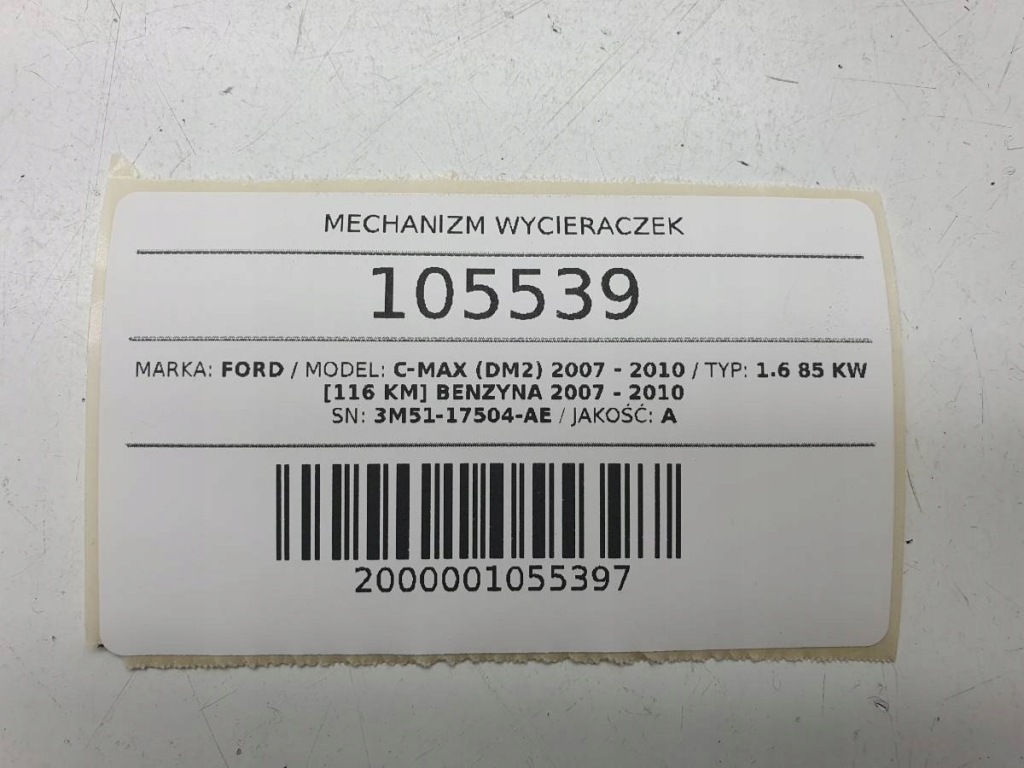 MECHANIZM WYCIERACZEK
105539
MARKA: FORD / MODEL: C-MAX (DM2) 2007 - 2010 / TYP: 1.6 85 KW
[116 KM] BENZYNA 2007 - 2010
SN: 3M51-17504-AE / JAKOŚĆ: A
2000001055397